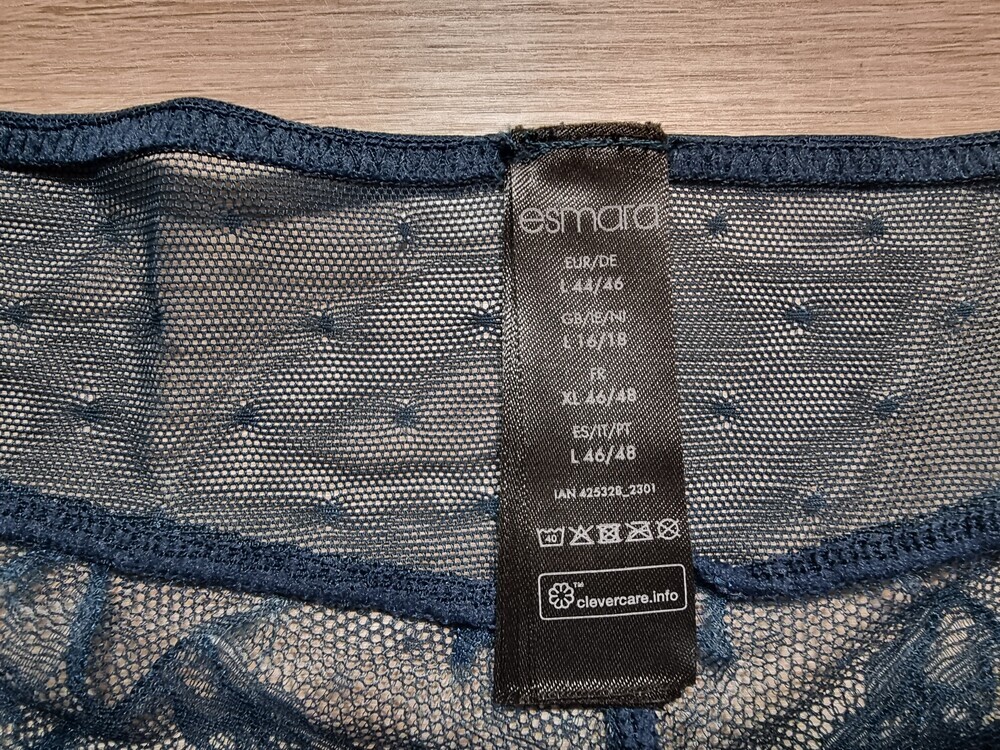 esmara
EUR/DE
L 44/46
GB/IE/NI
L 16/18
FR
XL 46/48
ES/IT/PT
L 46/48
IAN 425328_2301
40
™
clevercare.info